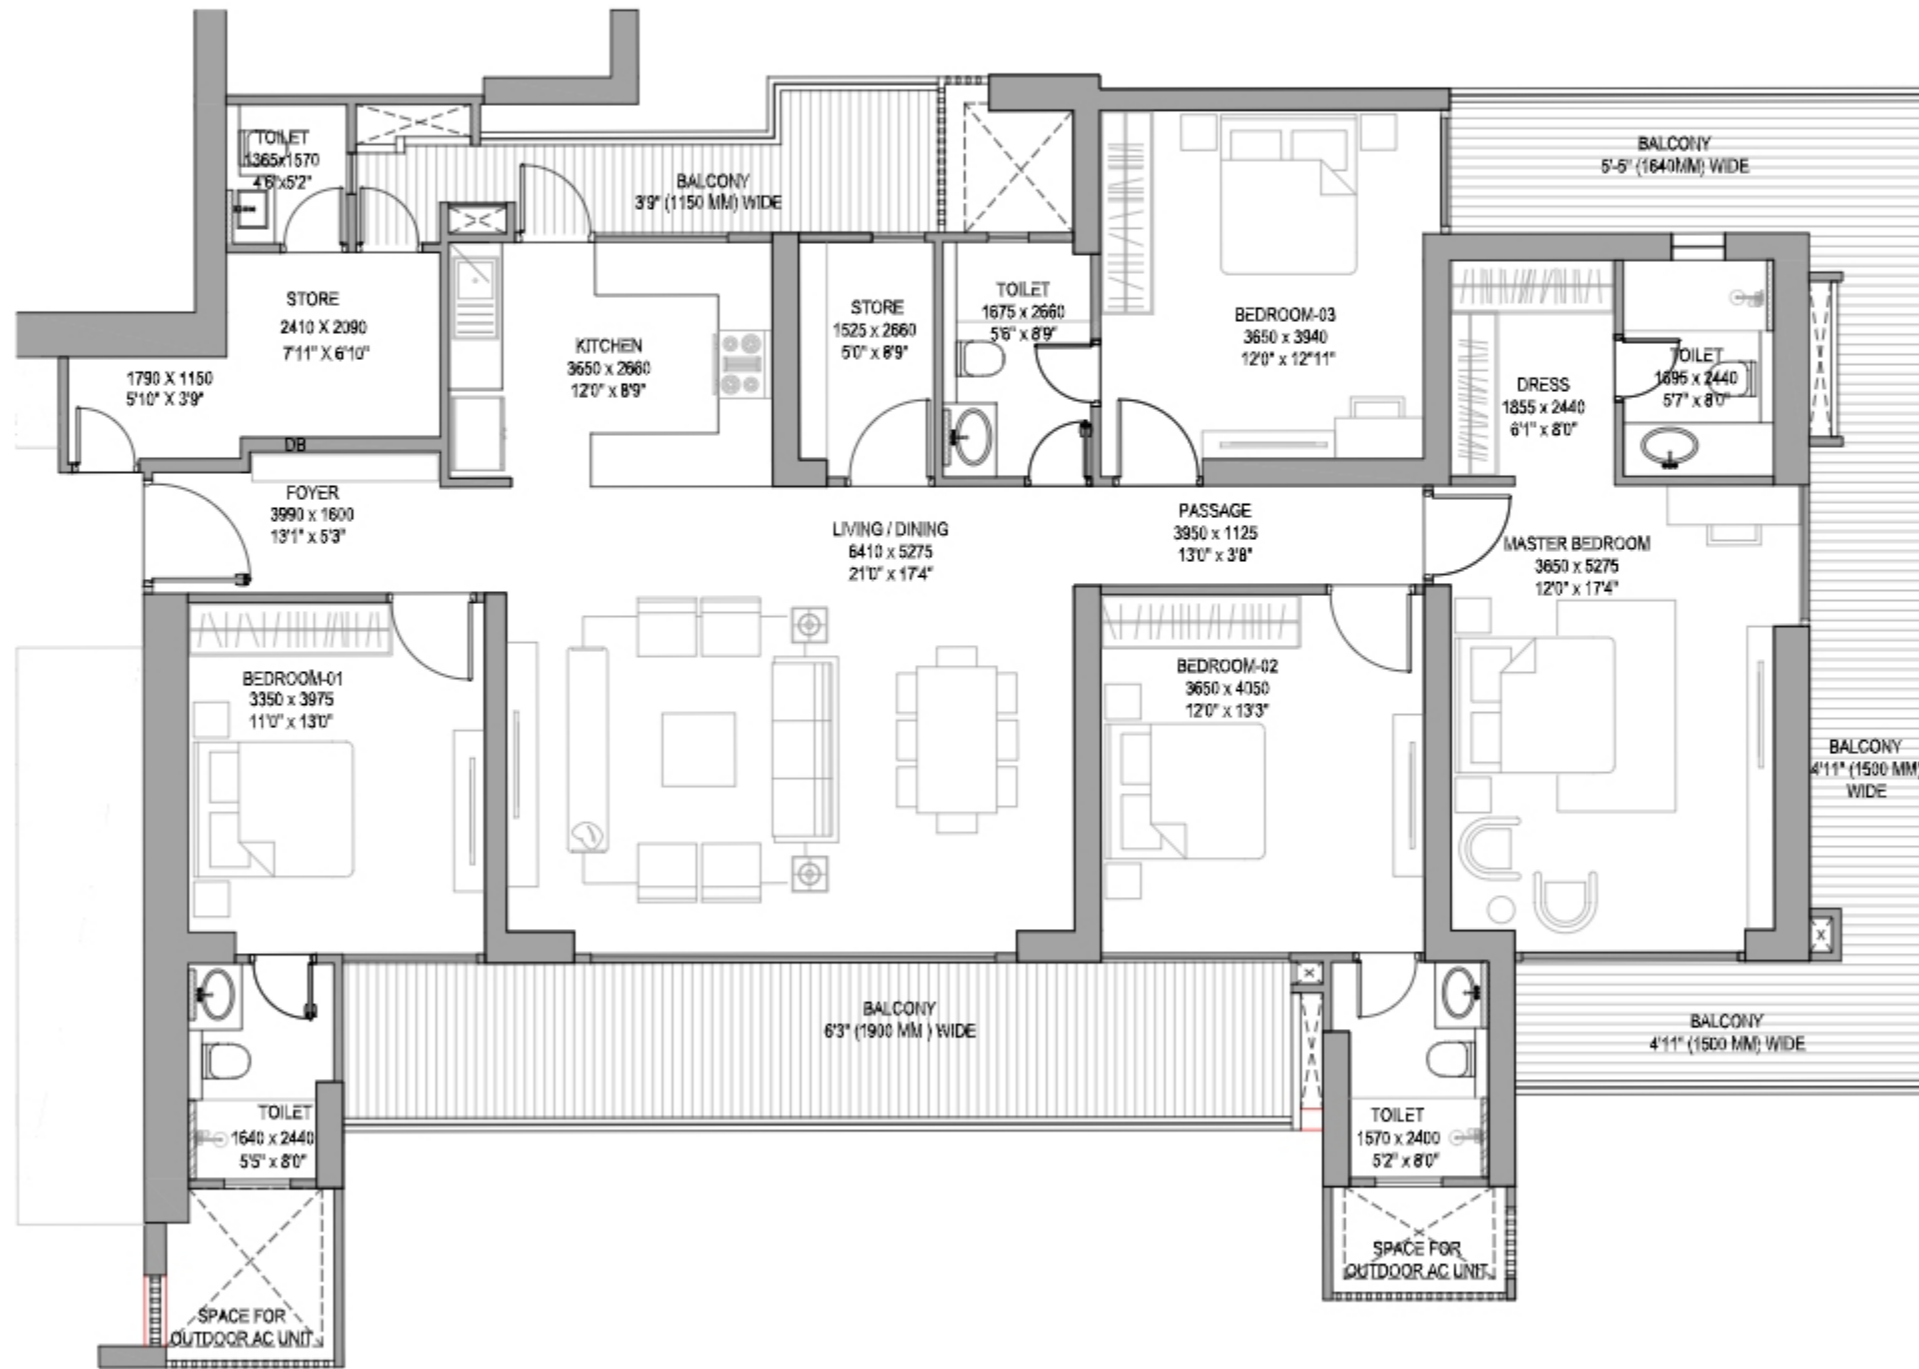 TOILET
1365x1570
4'6"x5'2"
BALCONY
3'9" (1150 MM) WIDE
BALCONY
5'-5" (1640MM) WIDE
STORE
2410 X 2090
7'11" X 6'10"
KITCHEN
3650 x 2660
12'0" x 8'9"
STORE
1525 x 2660
5'0" x 8'9"
TOILET
1675 x 2660
5'6" x 8'9"
BEDROOM-03
3650 x 3940
12'0" x 12'11"
DRESS
1855 x 2440
6'1" x 8'0"
TOILET
1695 x 2440
5'7" x 8'0"
1790 X 1150
5'10" X 3'9"
DB
FOYER
3990 x 1600
13'1" x 5'3"
LIVING / DINING
6410 x 5275
21'0" x 17'4"
PASSAGE
3950 x 1125
13'0" x 3'8"
MASTER BEDROOM
3650 x 5275
12'0" x 17'4"
BEDROOM-01
3350 x 3975
11'0" x 13'0"
BEDROOM-02
3650 x 4050
12'0" x 13'3"
BALCONY
4'11" (1500 MM)
WIDE
BALCONY
6'3" (1900 MM ) WIDE
BALCONY
4'11" (1500 MM) WIDE
TOILET
1640 x 2440
5'5" x 8'0"
TOILET
1570 x 2400
5'2" x 8'0"
SPACE FOR
OUTDOOR AC UNIT
SPACE FOR
OUTDOOR AC UNIT